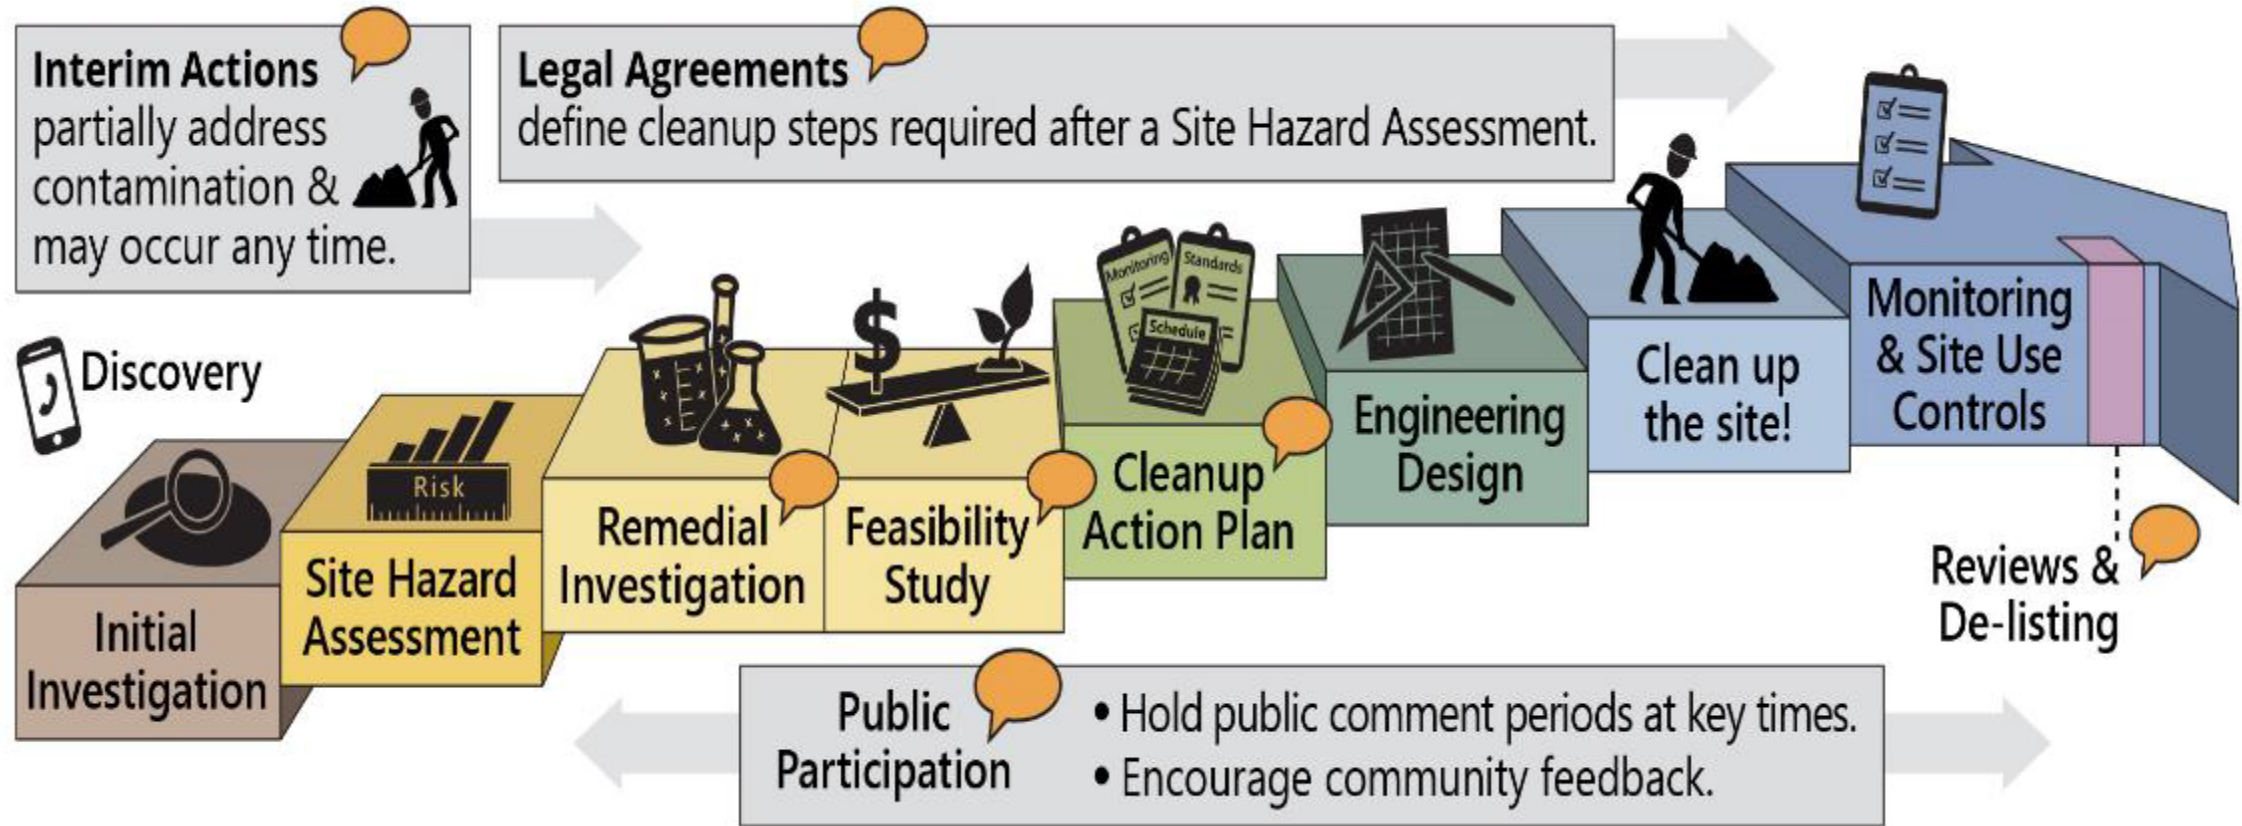 Interim Actions
partially address
contamination &
may occur any time.
Legal Agreements
define cleanup steps required after a Site Hazard Assessment.
Discovery
Initial
Investigation
Risk
Site Hazard
Assessment
Remedial
Investigation
Feasibility
Study
$
Monitoring
Standards
Schedule
Cleanup
Action Plan
Engineering
Design
Clean up
the site!
Monitoring
& Site Use
Controls
Reviews &
De-listing
Public
Participation
• Hold public comment periods at key times.
• Encourage community feedback.